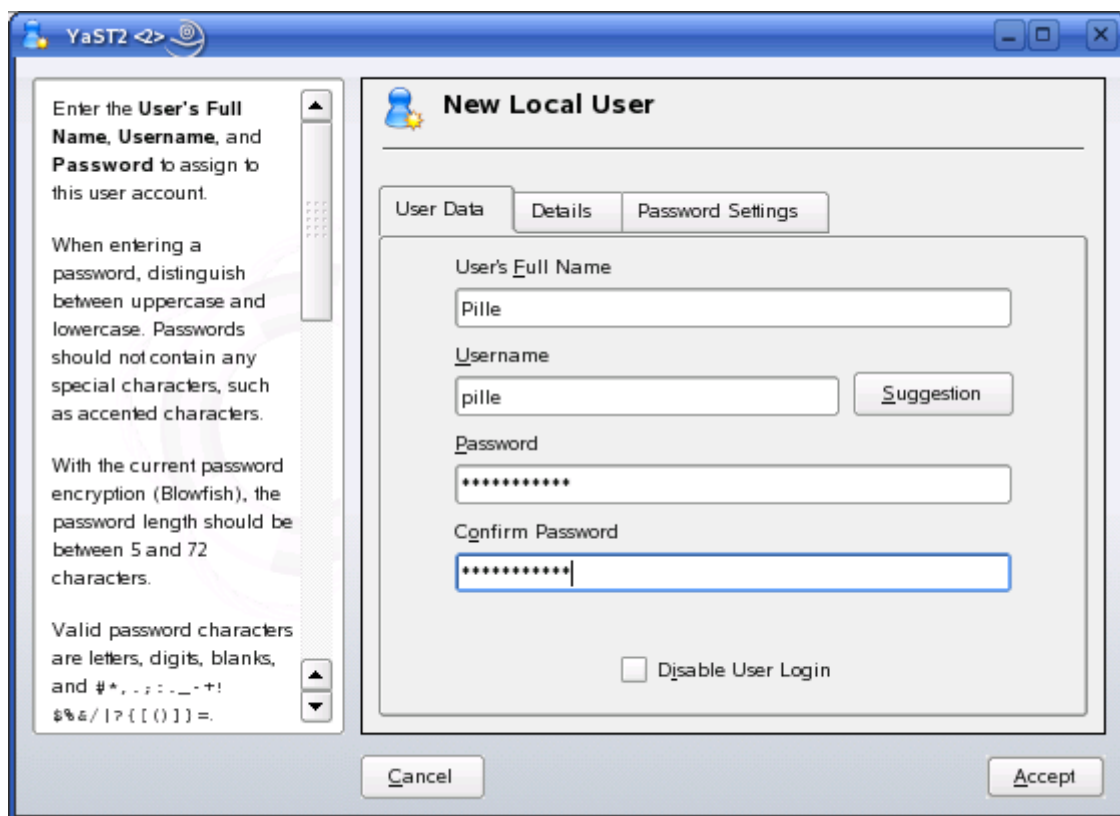 YaST2 <2>
Enter the User's Full
Name, Username, and
Password to assign to
this user account.
When entering a
password, distinguish
between uppercase and
lowercase. Passwords
should not contain any
special characters, such
as accented characters.
With the current password
encryption (Blowfish), the
password length should be
between 5 and 72
characters.
Valid password characters
are letters, digits, blanks,
and #*,.;:._-+!
$%&/|?{[()]}=.
New Local User
User Data
Details
Password Settings
User's Full Name
Pille
Username
pille
Suggestion
Password
***********
Confirm Password
***********
Disable User Login
Cancel
Accept